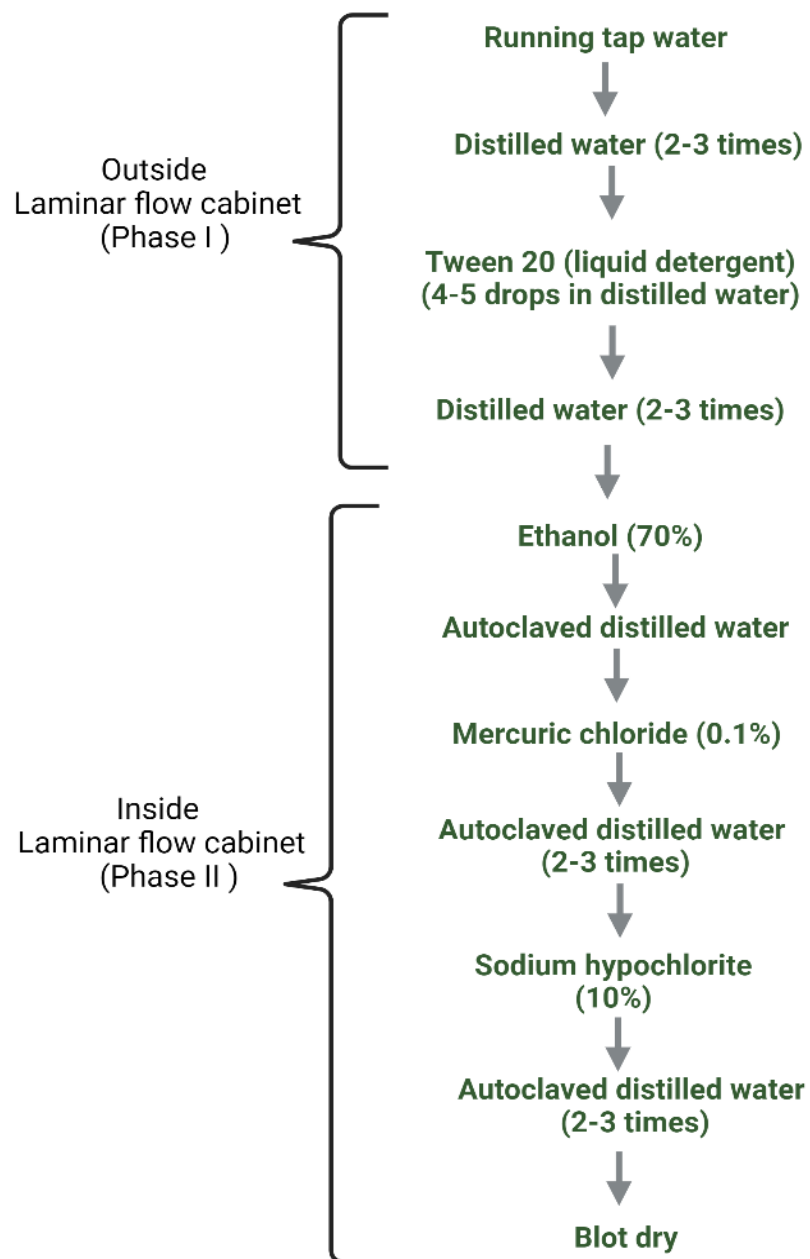 Running tap water
Distilled water (2-3 times)
Outside
Laminar flow cabinet
(Phase I )
Tween 20 (liquid detergent)
(4-5 drops in distilled water)
Distilled water (2-3 times)
Ethanol (70%)
Autoclaved distilled water
Mercuric chloride (0.1%)
Inside
Laminar flow cabinet
(Phase II )
Autoclaved distilled water
(2-3 times)
Sodium hypochlorite
(10%)
Autoclaved distilled water
(2-3 times)
Blot dry